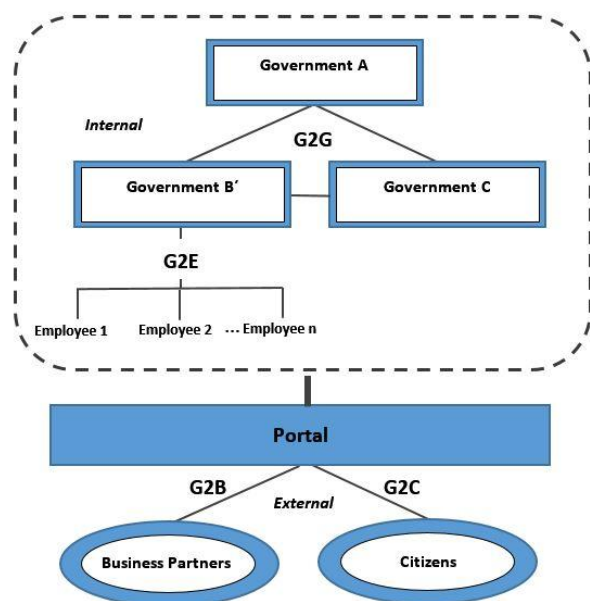 Government A
Internal
G2G
Government B´
Government C
G2E
Employee 1
Employee 2
... Employee n
Portal
G2B
G2C
External
Business Partners
Citizens